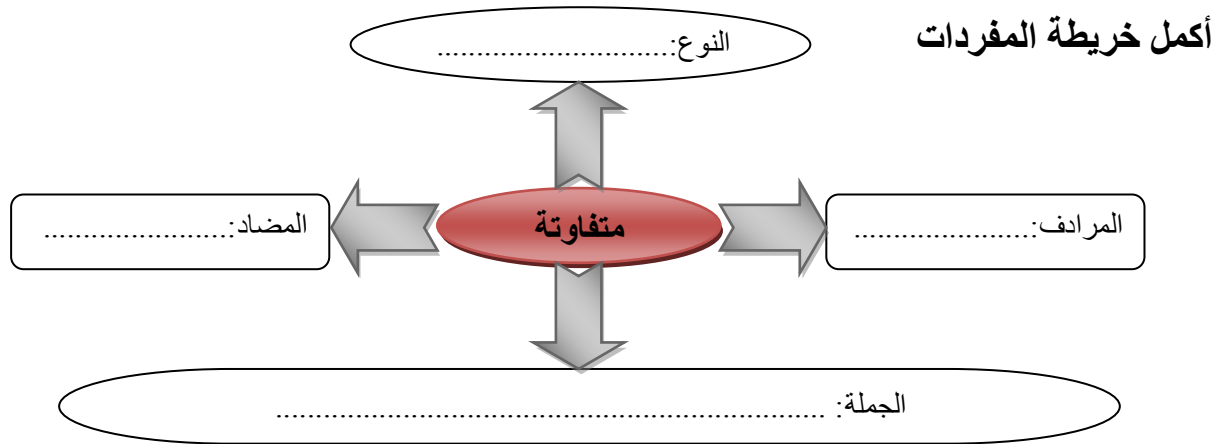 أكمل خريطة المفردات
النوع:.............................
المرادف:......................
متفاوتة
المضاد:......................
الجملة: .....................................................................